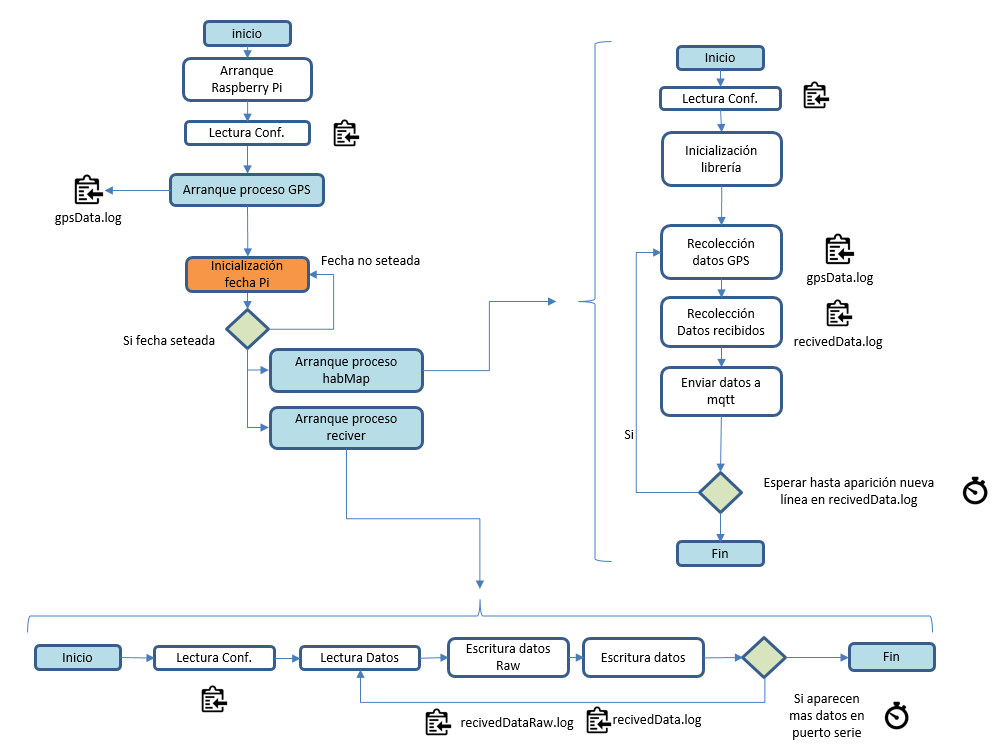 inicio
Arranque
Raspberry Pi
Lectura Conf.
Arranque proceso GPS
gpsData.log
Inicialización
fecha Pi
Fecha no seteada
Si fecha seteada
Arranque proceso
habMap
Arranque proceso
reciver
Inicio
Lectura Conf.
Inicialización
librería
Recolección
datos GPS
gpsData.log
Recolección
Datos recibidos
recivedData.log
Enviar datos a
mqtt
Si
Esperar hasta aparición nueva
línea en recivedData.log
Fin
Inicio
Lectura Conf.
Lectura Datos
Escritura datos
Raw
Escritura datos
Fin
recivedDataRaw.log
recivedData.log
Si aparecen
mas datos en
puerto serie